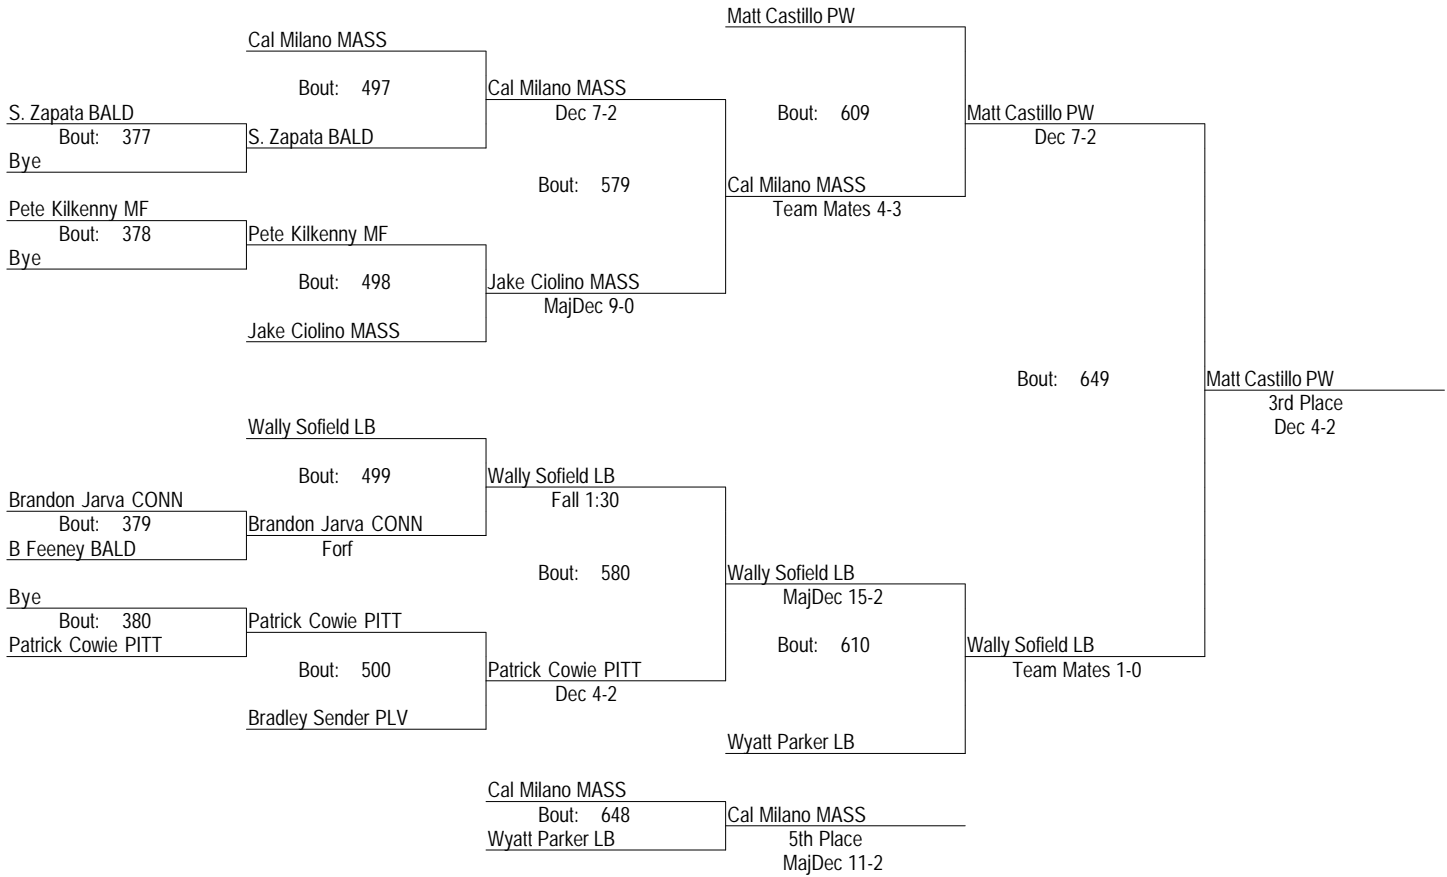 Matt Castillo PW
Cal Milano MASS
Bout: 497
Cal Milano MASS
Dec 7-2
S. Zapata BALD
Bout: 377
Bye
S. Zapata BALD
Bout: 609
Matt Castillo PW
Dec 7-2
Bout: 579
Cal Milano MASS
Team Mates 4-3
Pete Kilkenny MF
Bout: 378
Bye
Pete Kilkenny MF
Bout: 498
Jake Ciolino MASS
MajDec 9-0
Jake Ciolino MASS
Bout: 649
Matt Castillo PW
3rd Place
Dec 4-2
Wally Sofield LB
Bout: 499
Wally Sofield LB
Fall 1:30
Brandon Jarva CONN
Bout: 379
B Feeney BALD
Brandon Jarva CONN
Forf
Bout: 580
Wally Sofield LB
MajDec 15-2
Bye
Bout: 380
Patrick Cowie PITT
Patrick Cowie PITT
Bout: 500
Patrick Cowie PITT
Dec 4-2
Bradley Sender PLV
Bout: 610
Wally Sofield LB
Team Mates 1-0
Wyatt Parker LB
Cal Milano MASS
Bout: 648
Wyatt Parker LB
Cal Milano MASS
5th Place
MajDec 11-2